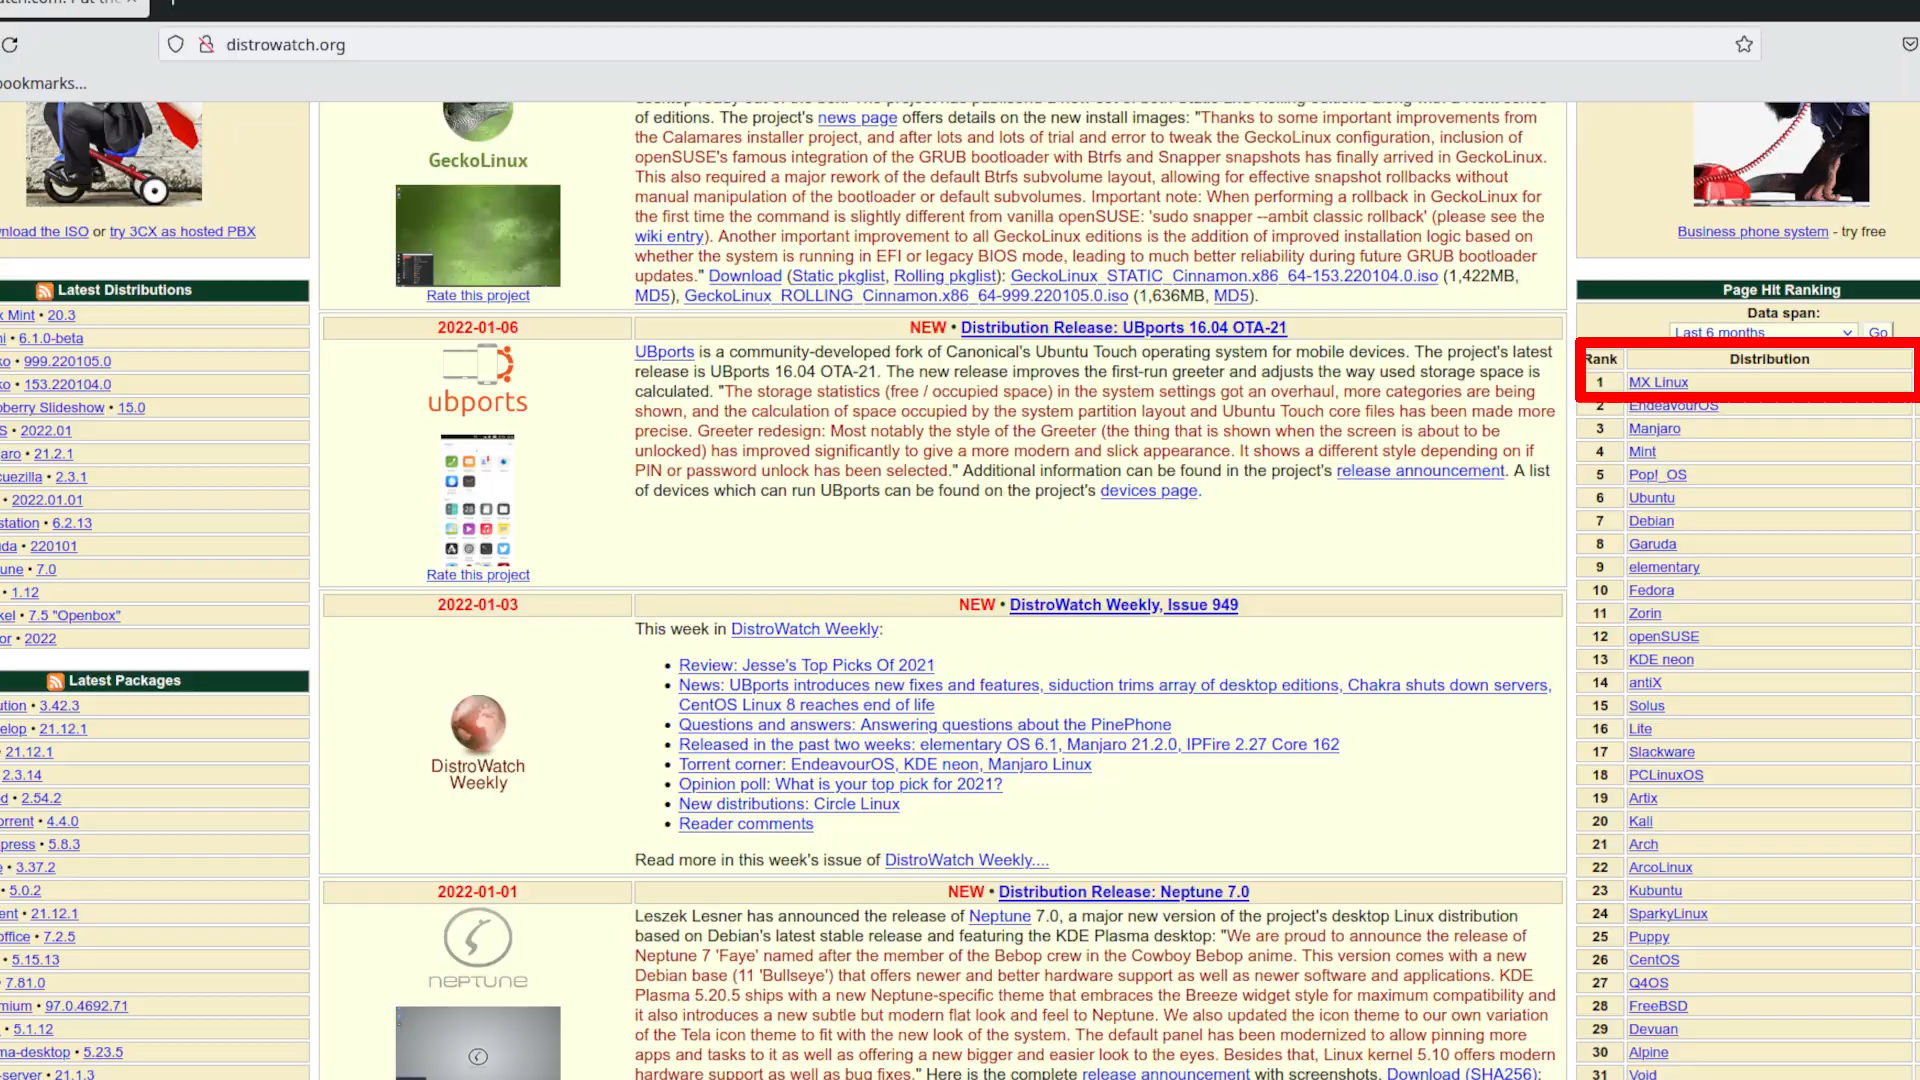 distrowatch.org
bookmarks...
GeckoLinux
Rate this project
of editions. The project's news page offers details on the new install images: "Thanks to some important improvements from
the Calamares installer project, and after lots and lots of trial and error to tweak the GeckoLinux configuration, inclusion of
openSUSE's famous integration of the GRUB bootloader with Btrfs and Snapper snapshots has finally arrived in GeckoLinux.
This also required a major rework of the default Btrfs subvolume layout, allowing for effective snapshot rollbacks without
manual manipulation of the bootloader or default subvolumes. Important note: When performing a rollback in GeckoLinux for
the first time the command is slightly different from vanilla openSUSE: 'sudo snapper --ambit classic rollback' (please see the
wiki entry). Another important improvement to all GeckoLinux editions is the addition of improved installation logic based on
whether the system is running in EFI or legacy BIOS mode, leading to much better reliability during future GRUB bootloader
updates." Download (Static pkglist, Rolling pkglist): GeckoLinux_STATIC_Cinnamon.x86_64-153.220104.0.iso (1,422MB,
MD5), GeckoLinux_ROLLING_Cinnamon.x86_64-999.220105.0.iso (1,636MB, MD5).
nload the ISO or try 3CX as hosted PBX
Latest Distributions
x Mint • 20.3
ni • 6.1.0-beta
ko • 999.220105.0
ko • 153.220104.0
berry Slideshow • 15.0
S • 2022.01
aro • 21.2.1
cuezilla • 2.3.1
• 2022.01.01
station • 6.2.13
da • 220101
une • 7.0
• 1.12
kel • 7.5 "Openbox"
or • 2022
Latest Packages
ution • 3.42.3
elop • 21.12.1
• 21.12.1
2.3.14
d • 2.54.2
orrent • 4.4.0
press • 5.8.3
• 3.37.2
• 5.0.2
ent • 21.12.1
office • 7.2.5
• 5.15.13
• 7.81.0
mium • 97.0.4692.71
• 5.1.12
ma-desktop • 5.23.5
-server • 21.1.3
2022-01-06
NEW • Distribution Release: UBports 16.04 OTA-21
ubports
Rate this project
UBports is a community-developed fork of Canonical's Ubuntu Touch operating system for mobile devices. The project's latest
release is UBports 16.04 OTA-21. The new release improves the first-run greeter and adjusts the way used storage space is
calculated. "The storage statistics (free / occupied space) in the system settings got an overhaul, more categories are being
shown, and the calculation of space occupied by the system partition layout and Ubuntu Touch core files has been made more
precise. Greeter redesign: Most notably the style of the Greeter (the thing that is shown when the screen is about to be
unlocked) has improved significantly to give a more modern and slick appearance. It shows a different style depending on if
PIN or password unlock has been selected." Additional information can be found in the project's release announcement. A list
of devices which can run UBports can be found on the project's devices page.
2022-01-03
NEW • DistroWatch Weekly, Issue 949
DistroWatch
Weekly
This week in DistroWatch Weekly:
• Review: Jesse's Top Picks Of 2021
• News: UBports introduces new fixes and features, siduction trims array of desktop editions, Chakra shuts down servers,
CentOS Linux 8 reaches end of life
• Questions and answers: Answering questions about the PinePhone
• Released in the past two weeks: elementary OS 6.1, Manjaro 21.2.0, IPFire 2.27 Core 162
• Torrent corner: EndeavourOS, KDE neon, Manjaro Linux
• Opinion poll: What is your top pick for 2021?
• New distributions: Circle Linux
• Reader comments
Read more in this week's issue of DistroWatch Weekly....
2022-01-01
NEW • Distribution Release: Neptune 7.0
NEPTUNE
Leszek Lesner has announced the release of Neptune 7.0, a major new version of the project's desktop Linux distribution
based on Debian's latest stable release and featuring the KDE Plasma desktop: "We are proud to announce the release of
Neptune 7 'Faye' named after the member of the Bebop crew in the Cowboy Bebop anime. This version comes with a new
Debian base (11 'Bullseye') that offers newer and better hardware support as well as newer software and applications. KDE
Plasma 5.20.5 ships with a new Neptune-specific theme that embraces the Breeze widget style for maximum compatibility and
it also introduces a new subtle but modern flat look and feel to Neptune. We also updated the icon theme to our own variation
of the Tela icon theme to fit with the new look of the system. The default panel has been modernized to allow pinning more
apps and tasks to it as well as offering a new bigger and easier look to the eyes. Besides that, Linux kernel 5.10 offers modern
hardware support as well as bug fixes." Here is the complete release announcement with screenshots. Download (SHA256):
Business phone system - try free
Page Hit Ranking
Data span:
Last 6 months Go
Rank Distribution
1 MX Linux
2 EndeavourOS
3 Manjaro
4 Mint
5 Pop!_OS
6 Ubuntu
7 Debian
8 Garuda
9 elementary
10 Fedora
11 Zorin
12 openSUSE
13 KDE neon
14 antiX
15 Solus
16 Lite
17 Slackware
18 PCLinuxOS
19 Artix
20 Kali
21 Arch
22 ArcoLinux
23 Kubuntu
24 SparkyLinux
25 Puppy
26 CentOS
27 Q4OS
28 FreeBSD
29 Devuan
30 Alpine
31 Void